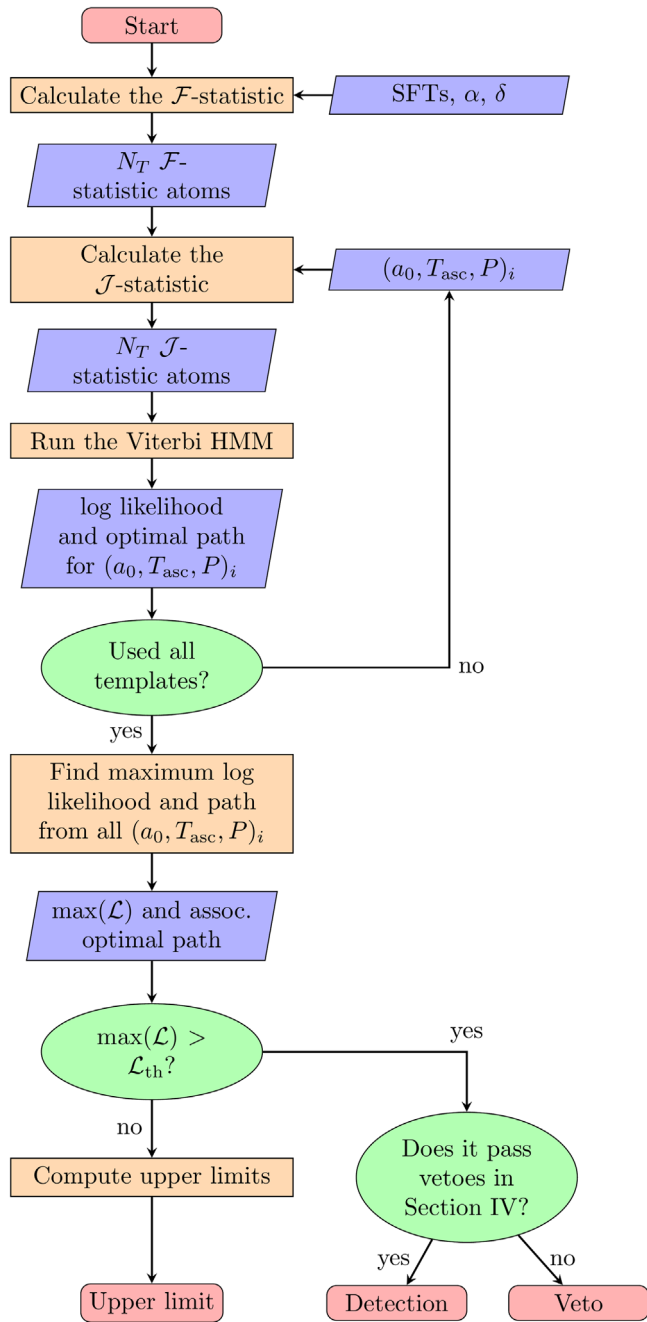 Start
Calculate the ℱ-statistic
SFTs, α, δ
N_T ℱ-
statistic atoms
Calculate the
𝒥-statistic
(a_0, T_asc, P)_i
N_T 𝒥-
statistic atoms
Run the Viterbi HMM
log likelihood
and optimal path
for (a_0, T_asc, P)_i
Used all
templates?
no
yes
Find maximum log
likelihood and path
from all (a_0, T_asc, P)_i
max(ℒ) and assoc.
optimal path
max(ℒ) >
ℒ_th?
yes
no
Does it pass
vetoes in
Section IV?
Compute upper limits
yes
no
Upper limit
Detection
Veto